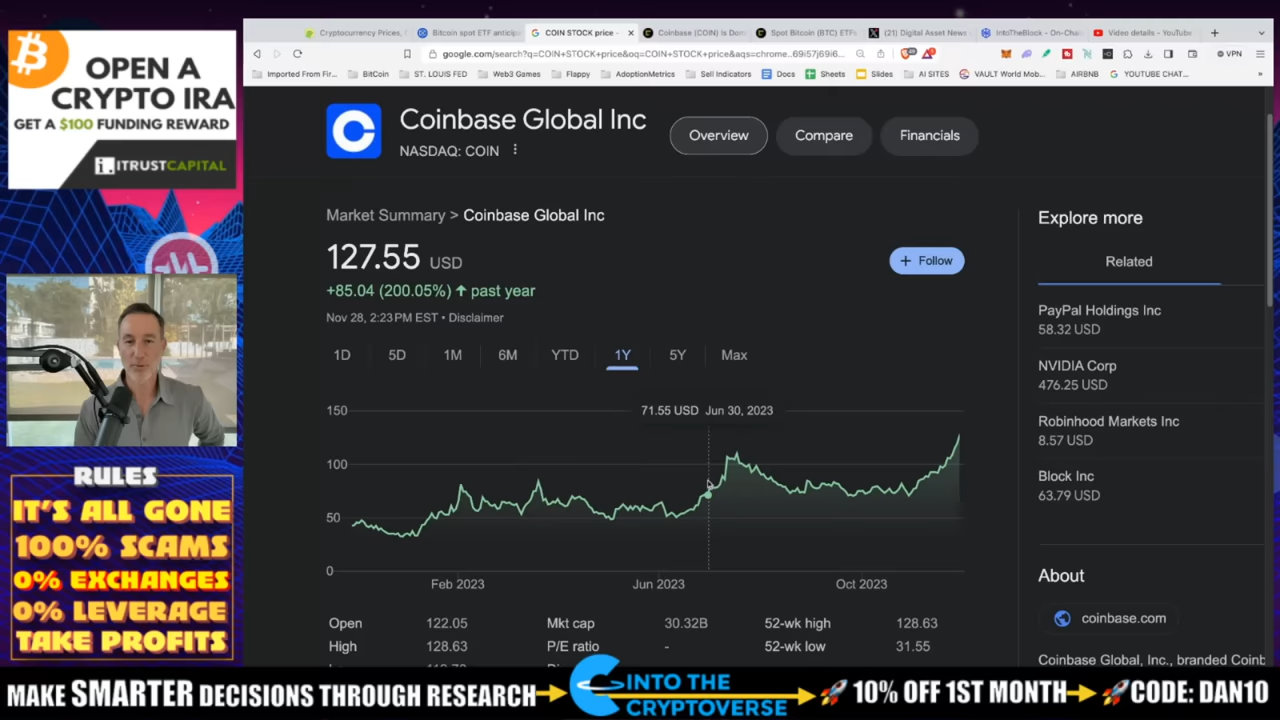 OPEN A
CRYPTO IRA
GET A $100 FUNDING REWARD
i. iTRUSTCAPITAL
RULES
IT'S ALL GONE
100% SCAMS
0% EXCHANGES
0% LEVERAGE
TAKE PROFITS
Cryptocurrency Prices,
Bitcoin spot ETF anticip
COIN STOCK price -
Coinbase (COIN) is Don
Spot Bitcoin (BTC) ETFs
(21) Digital Asset News
IntoTheBlock - On-Chai
Video details - YouTube
google.com/search?q=COIN+STOCK+price&oq=COIN+STOCK+price&aqs=chrome..69i57j69i6...
VPN
Imported From Fir...
BitCoin
ST. LOUIS FED
Web3 Games
Flappy
AdoptionMetrics
Sell Indicators
Docs
Sheets
Slides
AI SITES
VAULT World Mob...
AIRBNB
YOUTUBE CHAT...
Coinbase Global Inc
NASDAQ: COIN
Overview
Compare
Financials
Market Summary > Coinbase Global Inc
127.55 USD
+85.04 (200.05%) ↑ past year
Nov 28, 2:23 PM EST • Disclaimer
+ Follow
1D 5D 1M 6M YTD 1Y 5Y Max
71.55 USD Jun 30, 2023
150
100
50
0
Feb 2023 Jun 2023 Oct 2023
Open 122.05 Mkt cap 30.32B 52-wk high 128.63
High 128.63 P/E ratio - 52-wk low 31.55
Explore more
Related
PayPal Holdings Inc
58.32 USD
NVIDIA Corp
476.25 USD
Robinhood Markets Inc
8.57 USD
Block Inc
63.79 USD
About
coinbase.com
Coinbase Global, Inc., branded Coinb
MAKE SMARTER DECISIONS THROUGH RESEARCH
INTO THE
CRYPTOVERSE
10% OFF 1ST MONTH
CODE: DAN10